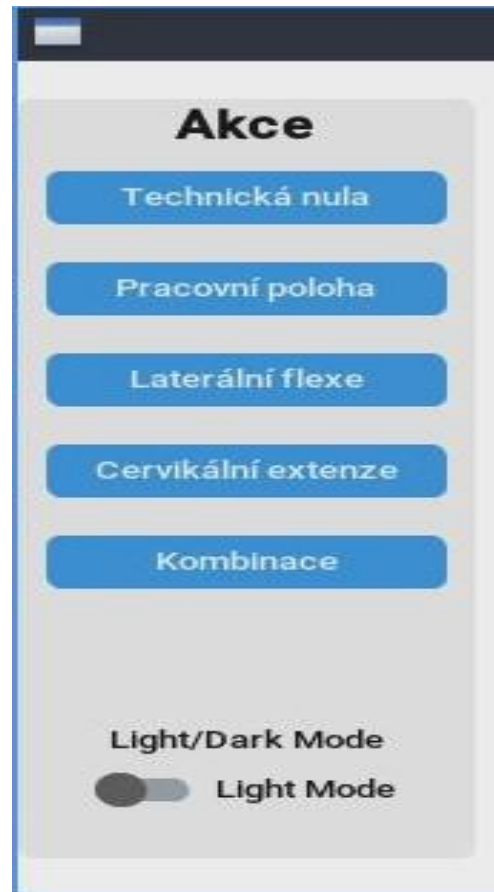 Akce
Technická nula
Pracovní poloha
Laterální flexe
Cervikální extenze
Kombinace
Light/Dark Mode
Light Mode